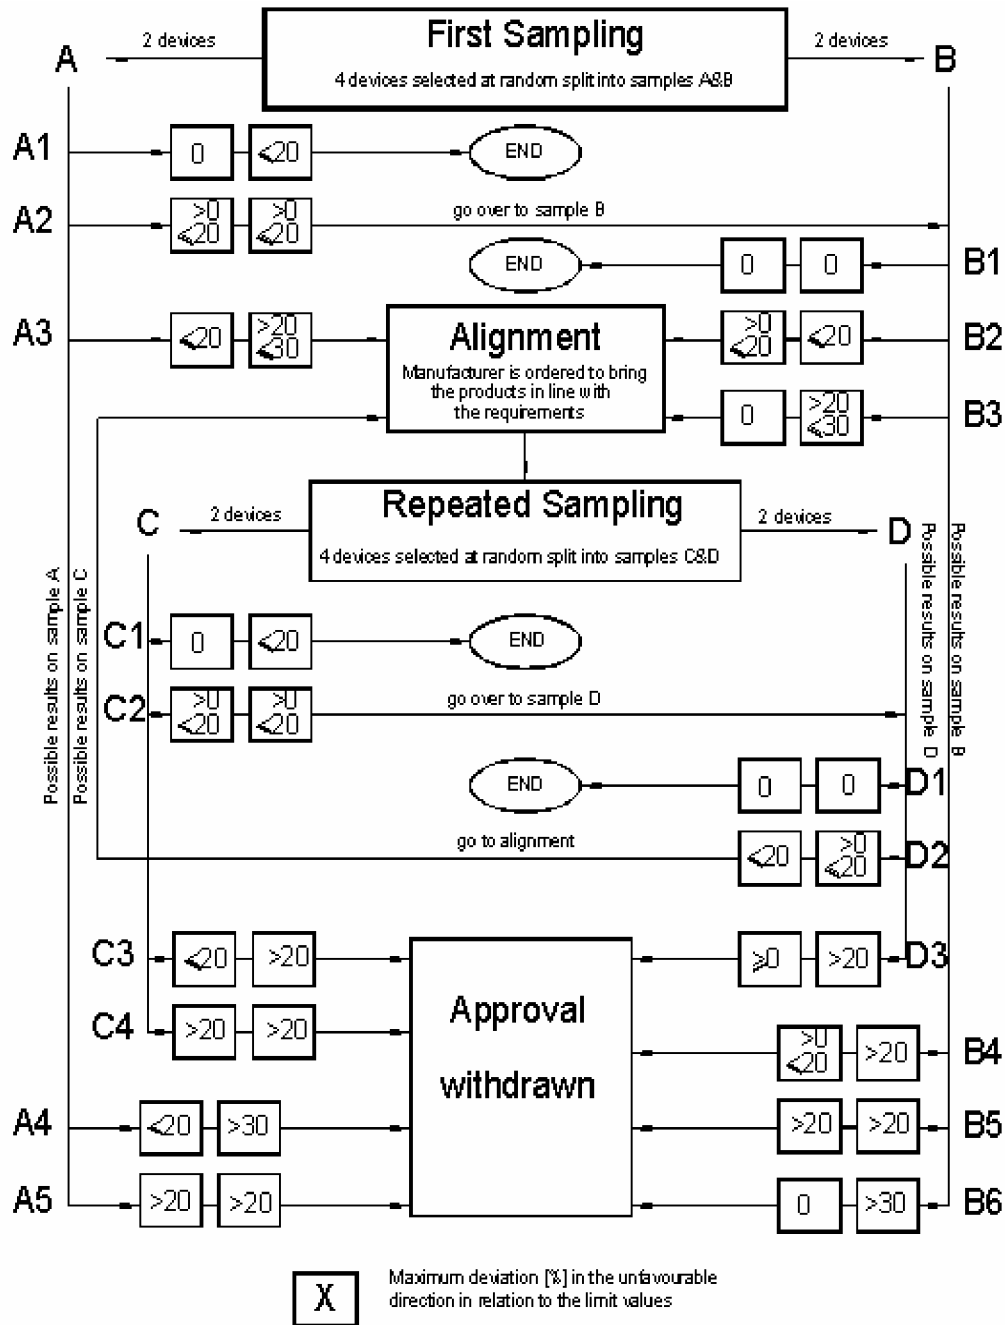 First Sampling
4 devices selected at random split into samples A&B
A
2 devices
2 devices
B
A1
0
⩽20
END
A2
>0
⩽20
>0
⩽20
go over to sample B
END
0
0
B1
A3
⩽20
>20
⩽30
Alignment
Manufacturer is ordered to bring
the products in line with
the requirements
>0
⩽20
⩽20
B2
0
>20
⩽30
B3
Repeated Sampling
4 devices selected at random split into samples C&D
C
2 devices
2 devices
D
Possible results on sample A
Possible results on sample C
Possible results on sample D
Possible results on sample B
C1
0
⩽20
END
C2
>0
⩽20
>0
⩽20
go over to sample D
END
0
0
D1
go to alignment
⩽20
>0
⩽20
D2
C3
⩽20
>20
Approval
withdrawn
⩾0
>20
D3
C4
>20
>20
>0
⩽20
>20
B4
A4
⩽20
>30
>20
>20
B5
A5
>20
>20
0
>30
B6
X
Maximum deviation [%] in the unfavourable
direction in relation to the limit values